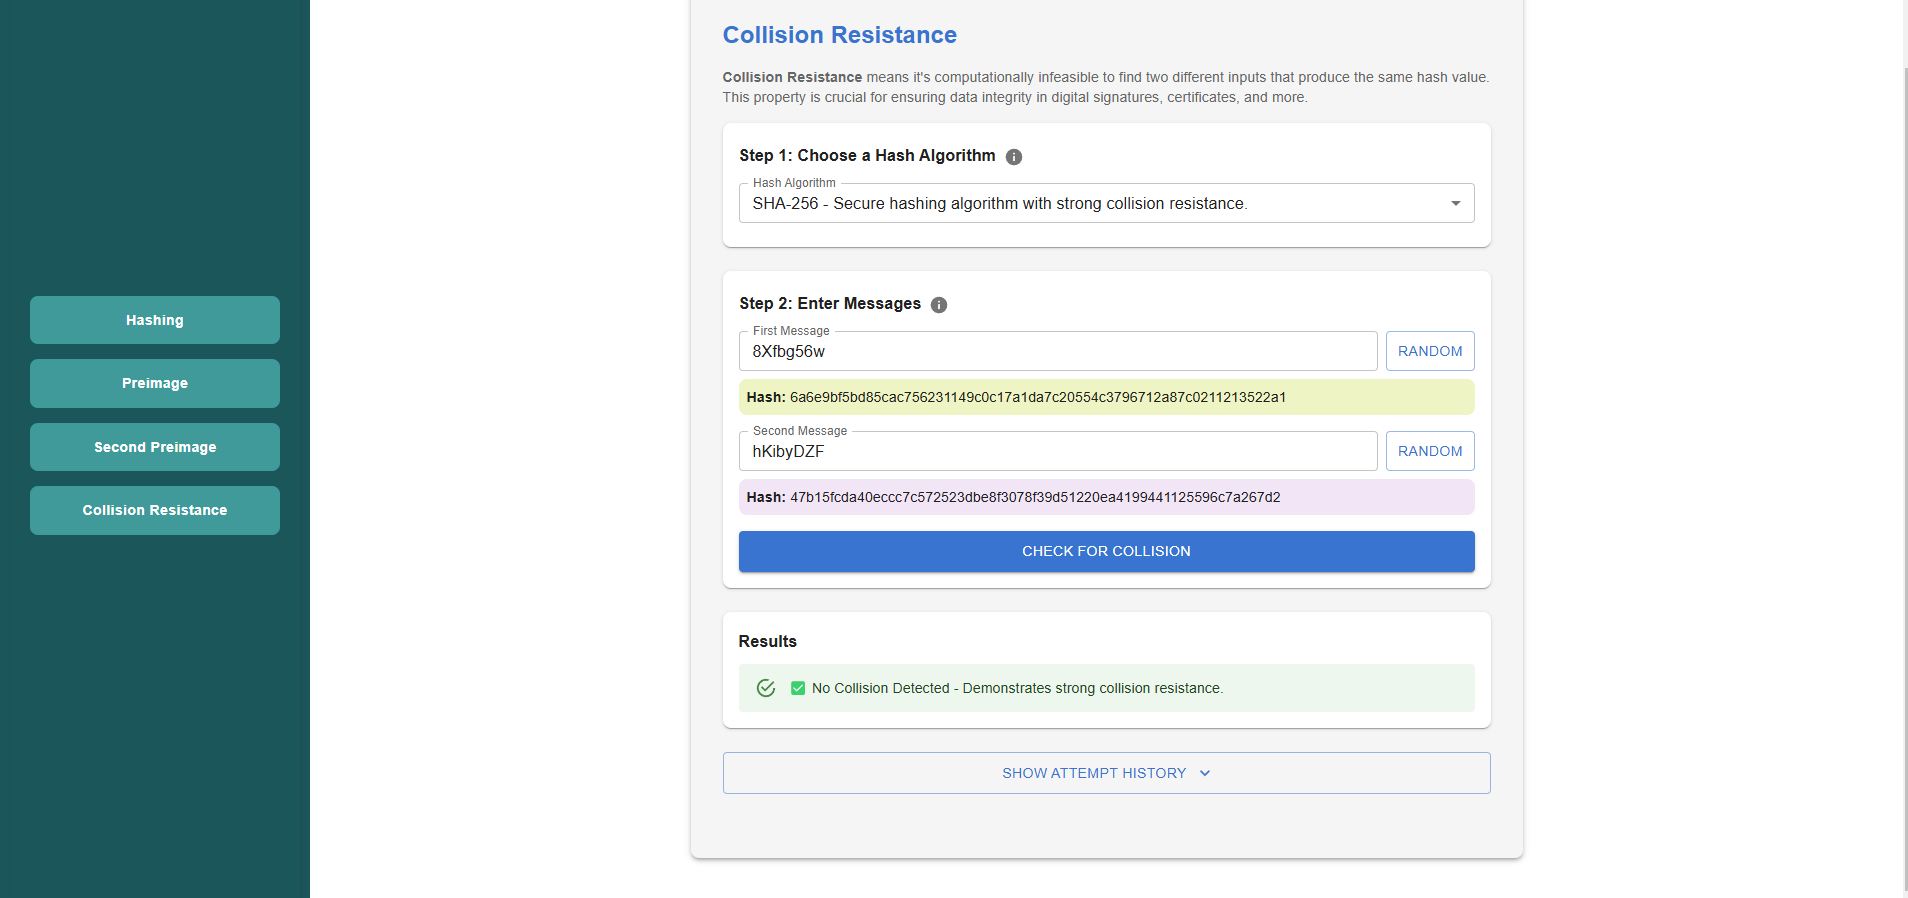 Hashing
Preimage
Second Preimage
Collision Resistance
Collision Resistance
Collision Resistance means it's computationally infeasible to find two different inputs that produce the same hash value.
This property is crucial for ensuring data integrity in digital signatures, certificates, and more.
Step 1: Choose a Hash Algorithm
Hash Algorithm
SHA-256 - Secure hashing algorithm with strong collision resistance.
Step 2: Enter Messages
First Message
8Xfbg56w
RANDOM
Hash: 6a6e9bf5bd85cac756231149c0c17a1da7c20554c3796712a87c0211213522a1
Second Message
hKibyDZF
RANDOM
Hash: 47b15fcda40eccc7c572523dbe8f3078f39d51220ea4199441125596c7a267d2
CHECK FOR COLLISION
Results
✅ No Collision Detected - Demonstrates strong collision resistance.
SHOW ATTEMPT HISTORY